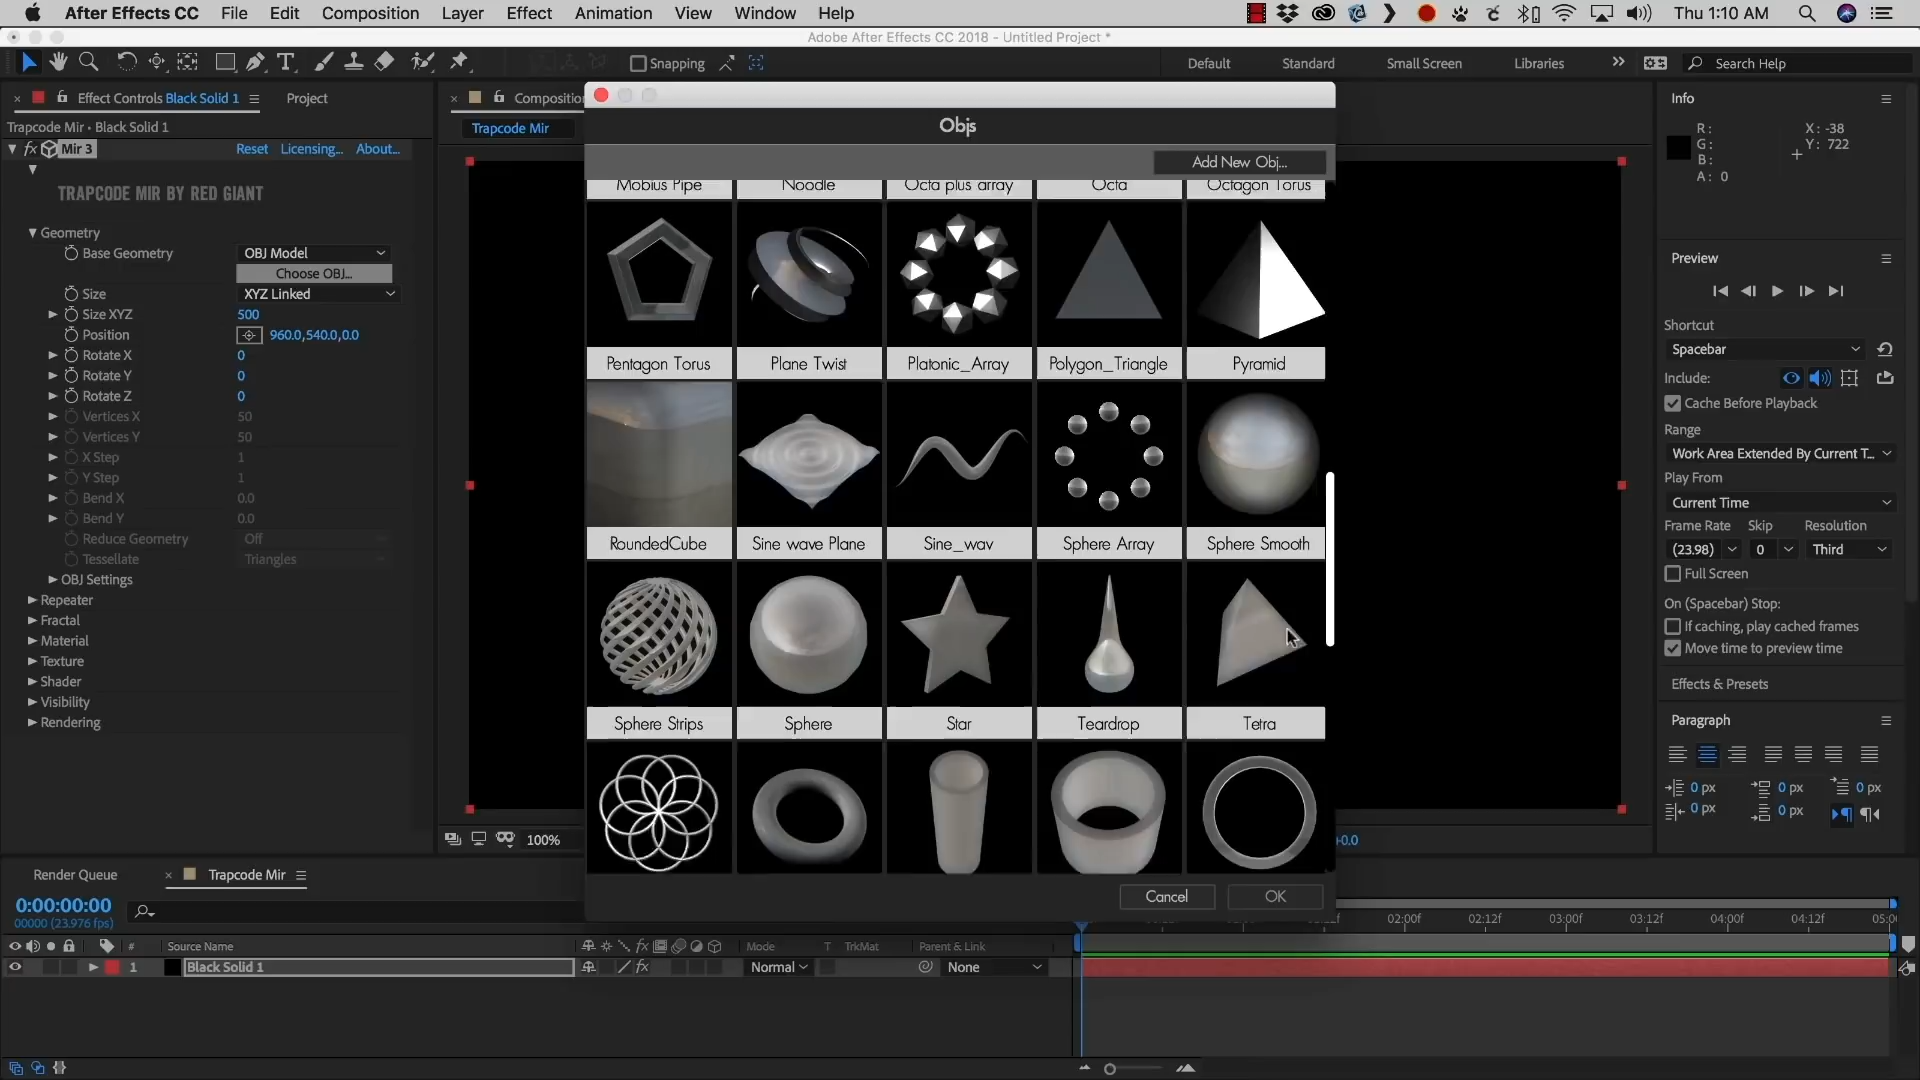 After Effects CC File Edit Composition Layer Effect Animation View Window Help Thu 1:10 AM
Adobe After Effects CC 2018 - Untitled Project *
Snapping Default Standard Small Screen Libraries Search Help
Effect Controls Black Solid 1 Project
Trapcode Mir • Black Solid 1
fx Mir 3 Reset Licensing... About...
TRAPCODE MIR BY RED GIANT
Geometry
Base Geometry OBJ Model
Choose OBJ...
Size XYZ Linked
Size XYZ 500
Position 960.0,540.0,0.0
Rotate X 0
Rotate Y 0
Rotate Z 0
Vertices X 50
Vertices Y 50
X Step 1
Y Step 1
Bend X 0.0
Bend Y 0.0
Reduce Geometry Off
Tessellate Triangles
OBJ Settings
Repeater
Fractal
Material
Texture
Shader
Visibility
Rendering
Compositio
Trapcode Mir
100%
+0.0
Objs
Add New Obj...
Mobius Pipe Noodle Octa plus array Octa Octagon Torus
Pentagon Torus Plane Twist Platonic_Array Polygon_Triangle Pyramid
RoundedCube Sine wave Plane Sine_wav Sphere Array Sphere Smooth
Sphere Strips Sphere Star Teardrop Tetra
Cancel OK
Info
R: X: -38
G: Y: 722
B:
A: 0
Preview
Shortcut
Spacebar
Include:
Cache Before Playback
Range
Work Area Extended By Current T...
Play From
Current Time
Frame Rate Skip Resolution
(23.98) 0 Third
Full Screen
On (Spacebar) Stop:
If caching, play cached frames
Move time to preview time
Effects & Presets
Paragraph
0 px 0 px 0 px
0 px 0 px
Render Queue Trapcode Mir
0:00:00:00
00000 (23.976 fps)
02:00f 02:12f 03:00f 03:12f 04:00f 04:12f 05:00
# Source Name fx Mode T TrkMat Parent & Link
1 Black Solid 1 fx Normal None